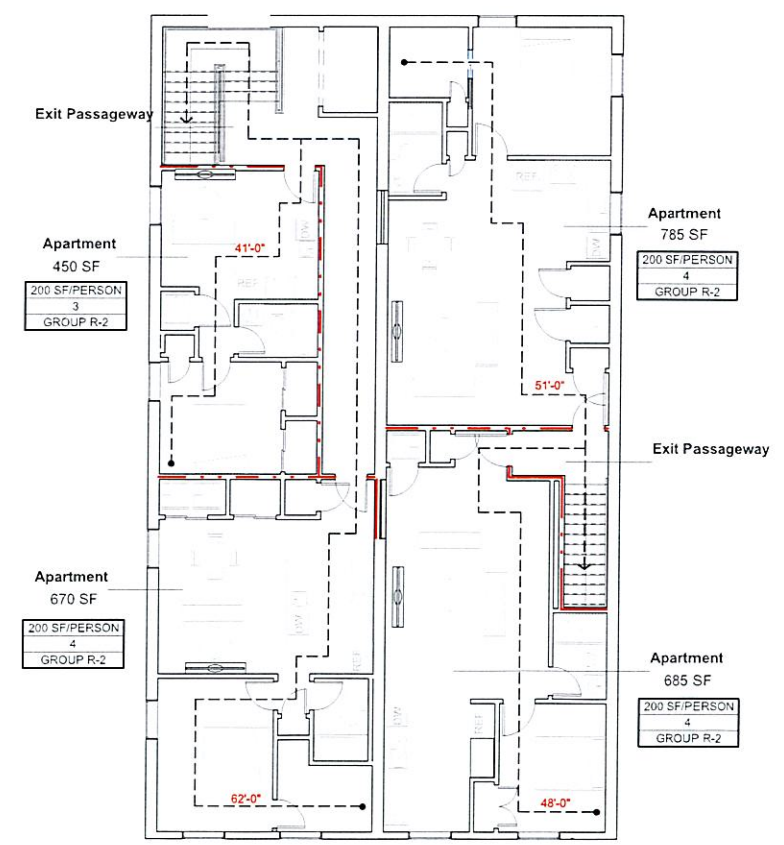 Exit Passageway
Apartment
450 SF
200 SF/PERSON
3
GROUP R-2
41'-0"
DW
REF
Apartment
785 SF
200 SF/PERSON
4
GROUP R-2
REF
DW
51'-0"
Exit Passageway
Apartment
670 SF
200 SF/PERSON
4
GROUP R-2
DW
REF
62'-0"
Apartment
685 SF
200 SF/PERSON
4
GROUP R-2
DW
REF
48'-0"